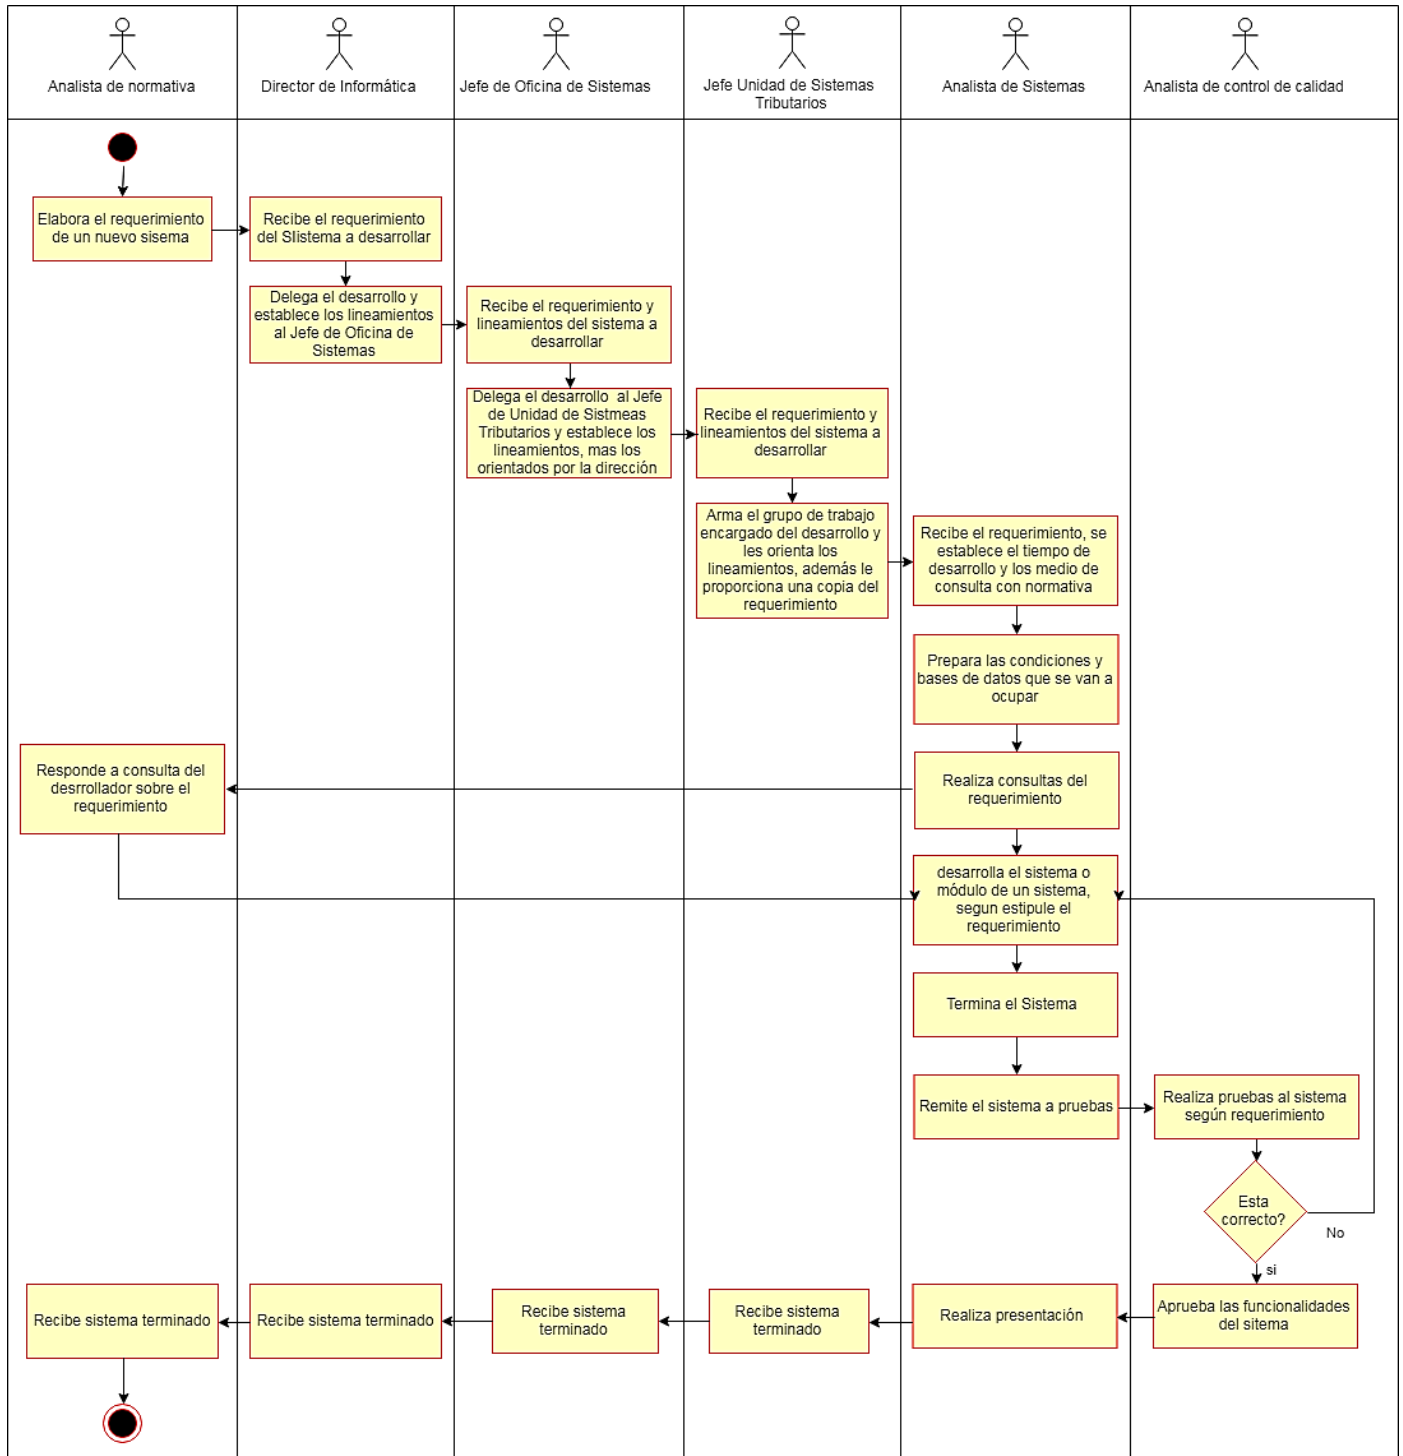 Analista de normativa
Director de Informática
Jefe de Oficina de Sistemas
Jefe Unidad de Sistemas
Tributarios
Analista de Sistemas
Analista de control de calidad
Elabora el requerimiento
de un nuevo sisema
Recibe el requerimiento
del SIistema a desarrollar
Delega el desarrollo y
establece los lineamientos
al Jefe de Oficina de
Sistemas
Recibe el requerimiento y
lineamientos del sistema a
desarrollar
Delega el desarrollo al Jefe
de Unidad de Sistmeas
Tributarios y establece los
lineamientos, mas los
orientados por la dirección
Recibe el requerimiento y
lineamientos del sistema a
desarrollar
Arma el grupo de trabajo
encargado del desarrollo y
les orienta los
lineamientos, además le
proporciona una copia del
requerimiento
Recibe el requerimiento, se
establece el tiempo de
desarrollo y los medio de
consulta con normativa
Prepara las condiciones y
bases de datos que se van a
ocupar
Responde a consulta del
desrrollador sobre el
requerimiento
Realiza consultas del
requerimiento
desarrolla el sistema o
módulo de un sistema,
segun estipule el
requerimiento
Termina el Sistema
Remite el sistema a pruebas
Realiza pruebas al sistema
según requerimiento
Esta
correcto?
No
si
Recibe sistema terminado
Recibe sistema terminado
Recibe sistema
terminado
Recibe sistema
terminado
Realiza presentación
Aprueba las funcionalidades
del sitema